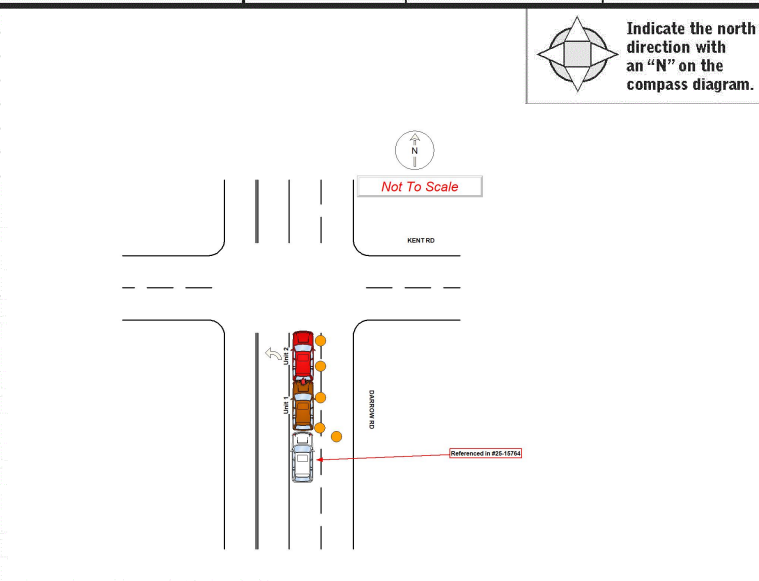 Indicate the north
direction with
an “N” on the
compass diagram.
N
Not To Scale
KENT RD
Unit 2
Unit 1
DARROW RD
Referenced in #25-15764